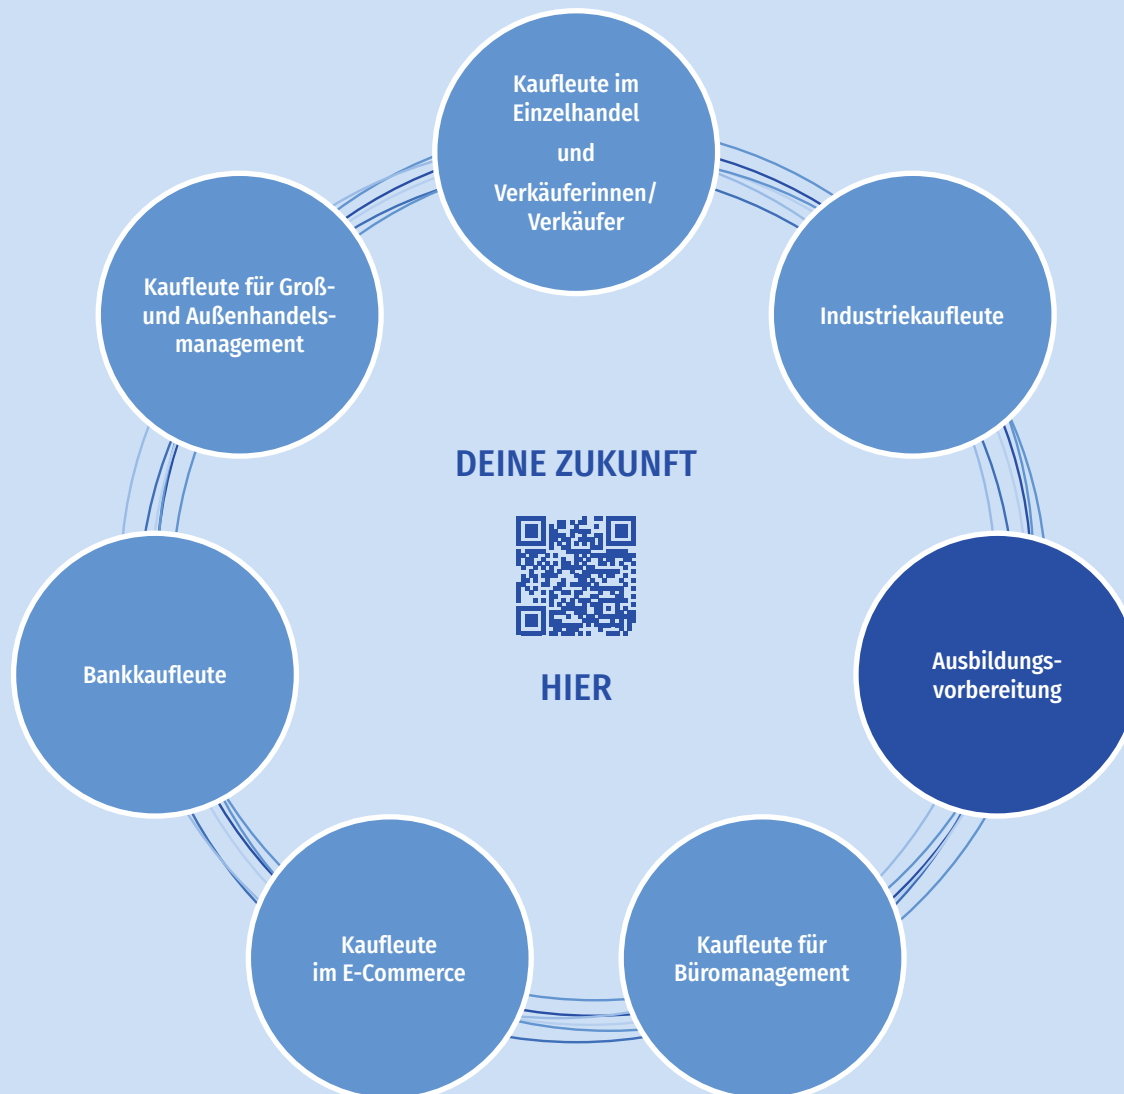 Kaufleute im
Einzelhandel
und
Verkäuferinnen/
Verkäufer
Kaufleute für Groß-
und Außenhandels-
management
Industriekaufleute
DEINE ZUKUNFT
HIER
Bankkaufleute
Ausbildungs-
vorbereitung
Kaufleute
im E-Commerce
Kaufleute für
Büromanagement